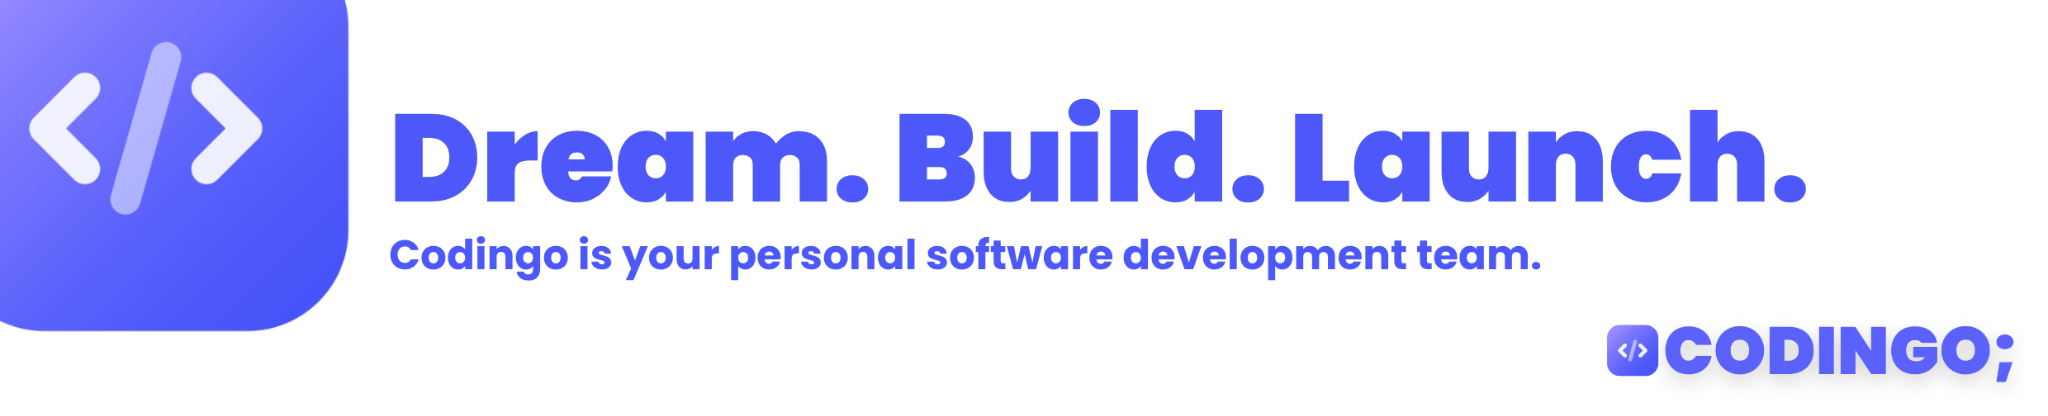 </>
Dream. Build. Launch.
Codingo is your personal software development team.
</> CODINGO;